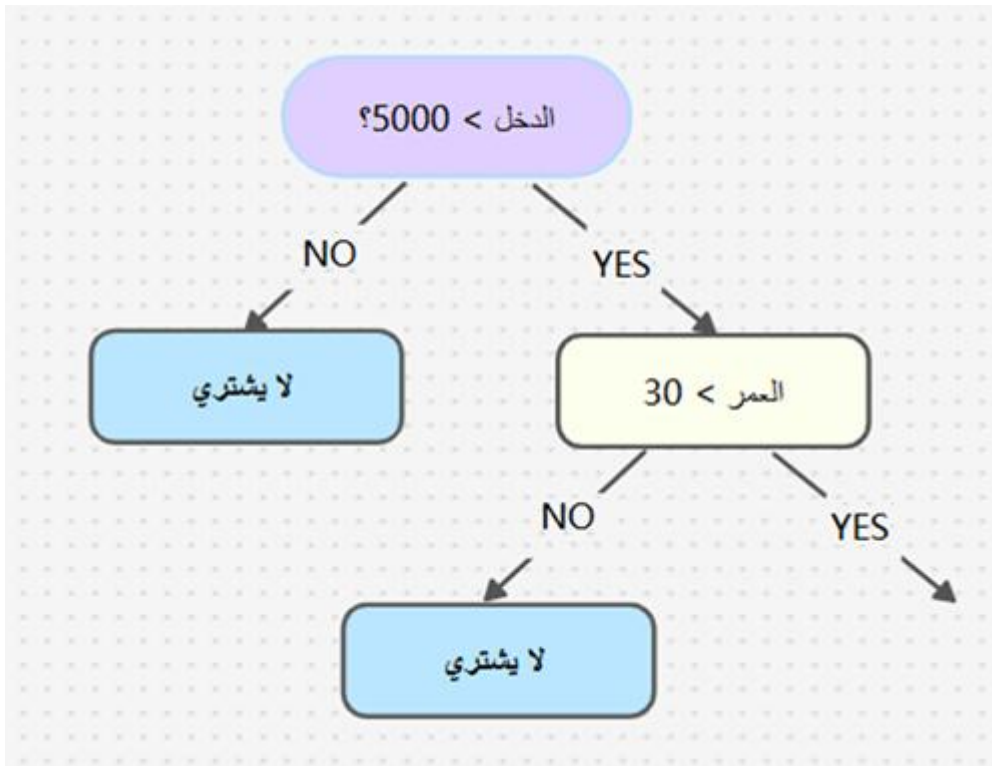 الدخل > 5000؟
NO
YES
لا يشتري
العمر > 30
NO
YES
لا يشتري